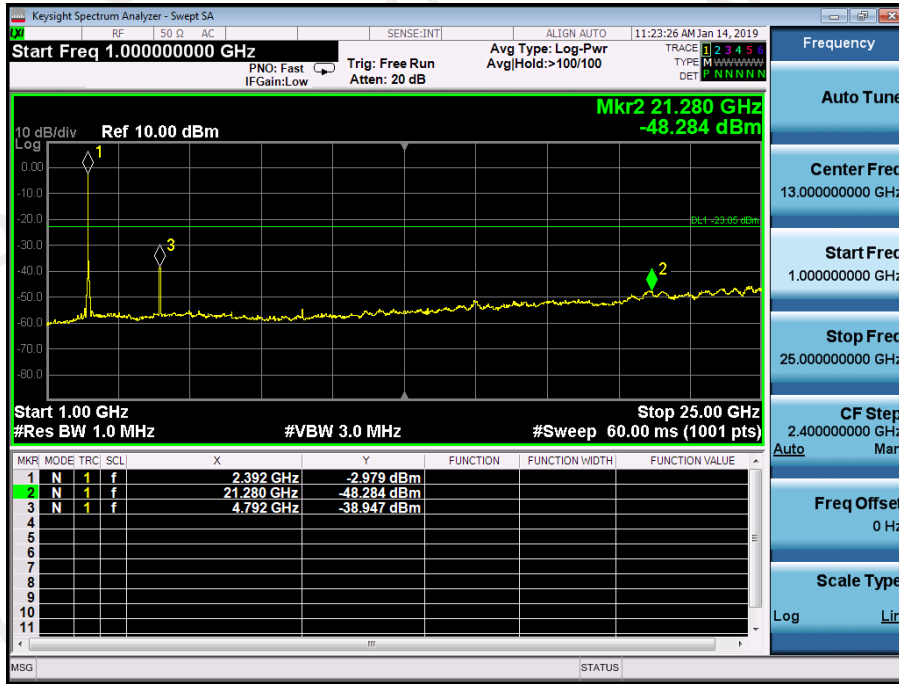 Keysight Spectrum Analyzer - Swept SA
LXI RF 50 Ω AC SENSE:INT ALIGN AUTO 11:23:26 AM Jan 14, 2019
Start Freq 1.000000000 GHz
PNO: Fast
IFGain:Low
Trig: Free Run
Atten: 20 dB
Avg Type: Log-Pwr
Avg|Hold:>100/100
TRACE 1 2 3 4 5 6
TYPE M WWWWW
DET P N N N N N
Mkr2 21.280 GHz
-48.284 dBm
10 dB/div Ref 10.00 dBm
Log
0.00
-10.0
-20.0
-30.0
-40.0
-50.0
-60.0
-70.0
-80.0
1
3
2
DL1 -23.05 dBm
Start 1.00 GHz Stop 25.00 GHz
#Res BW 1.0 MHz #VBW 3.0 MHz #Sweep 60.00 ms (1001 pts)
MKR MODE TRC SCL X Y FUNCTION FUNCTION WIDTH FUNCTION VALUE
1 N 1 f 2.392 GHz -2.979 dBm
2 N 1 f 21.280 GHz -48.284 dBm
3 N 1 f 4.792 GHz -38.947 dBm
4
5
6
7
8
9
10
11
MSG STATUS
Frequency
Auto Tune
Center Freq
13.000000000 GHz
Start Freq
1.000000000 GHz
Stop Freq
25.000000000 GHz
CF Step
2.400000000 GHz
Auto Man
Freq Offset
0 Hz
Scale Type
Log Lin